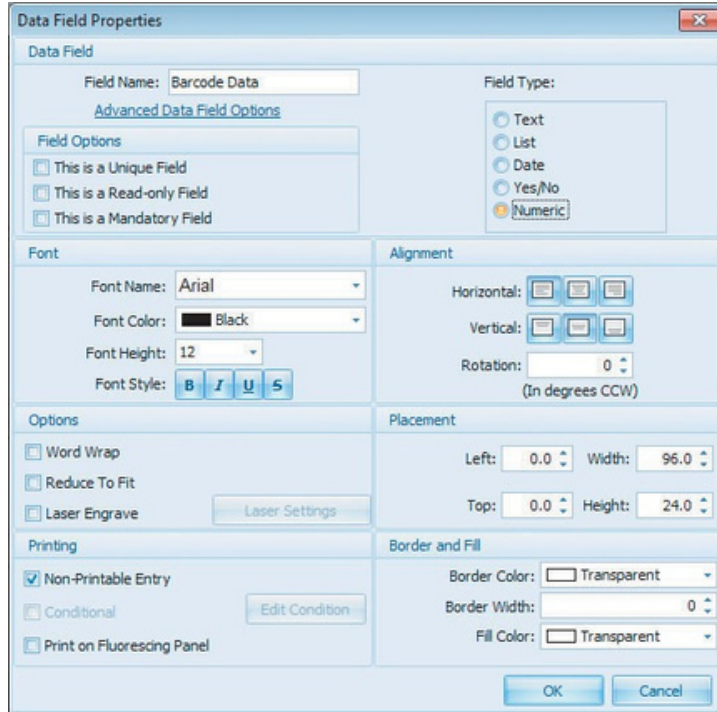 Data Field Properties
Data Field
Field Name: Barcode Data
Advanced Data Field Options
Field Options
This is a Unique Field
This is a Read-only Field
This is a Mandatory Field
Field Type:
Text
List
Date
Yes/No
Numeric
Font
Font Name: Arial
Font Color: Black
Font Height: 12
Font Style: B I U S
Alignment
Horizontal:
Vertical:
Rotation: 0
(In degrees CCW)
Options
Word Wrap
Reduce To Fit
Laser Engrave Laser Settings
Placement
Left: 0.0 Width: 96.0
Top: 0.0 Height: 24.0
Printing
Non-Printable Entry
Conditional Edit Condition
Print on Fluorescing Panel
Border and Fill
Border Color: Transparent
Border Width: 0
Fill Color: Transparent
OK Cancel